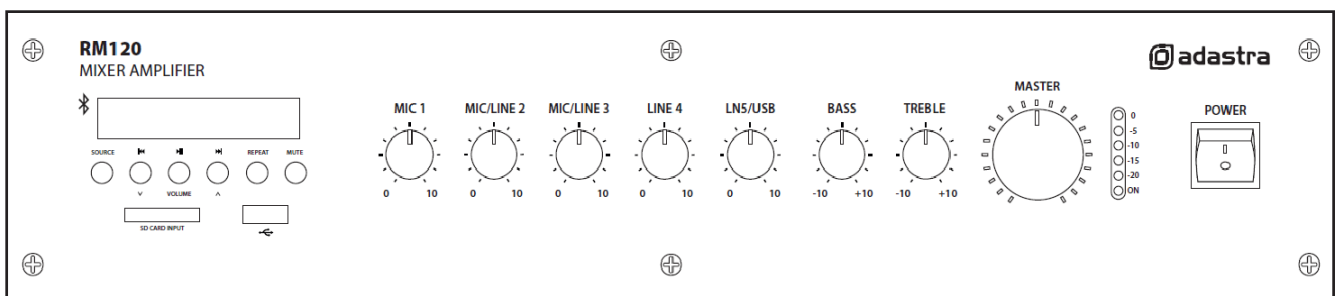 RM120
MIXER AMPLIFIER
adastra
SOURCE REPEAT MUTE
VOLUME
SD CARD INPUT
MIC 1 MIC/LINE 2 MIC/LINE 3 LINE 4 LN5/USB BASS TREBLE MASTER POWER
0 10 0 10 0 10 0 10 0 10 -10 +10 -10 +10
0
-5
-10
-15
-20
ON